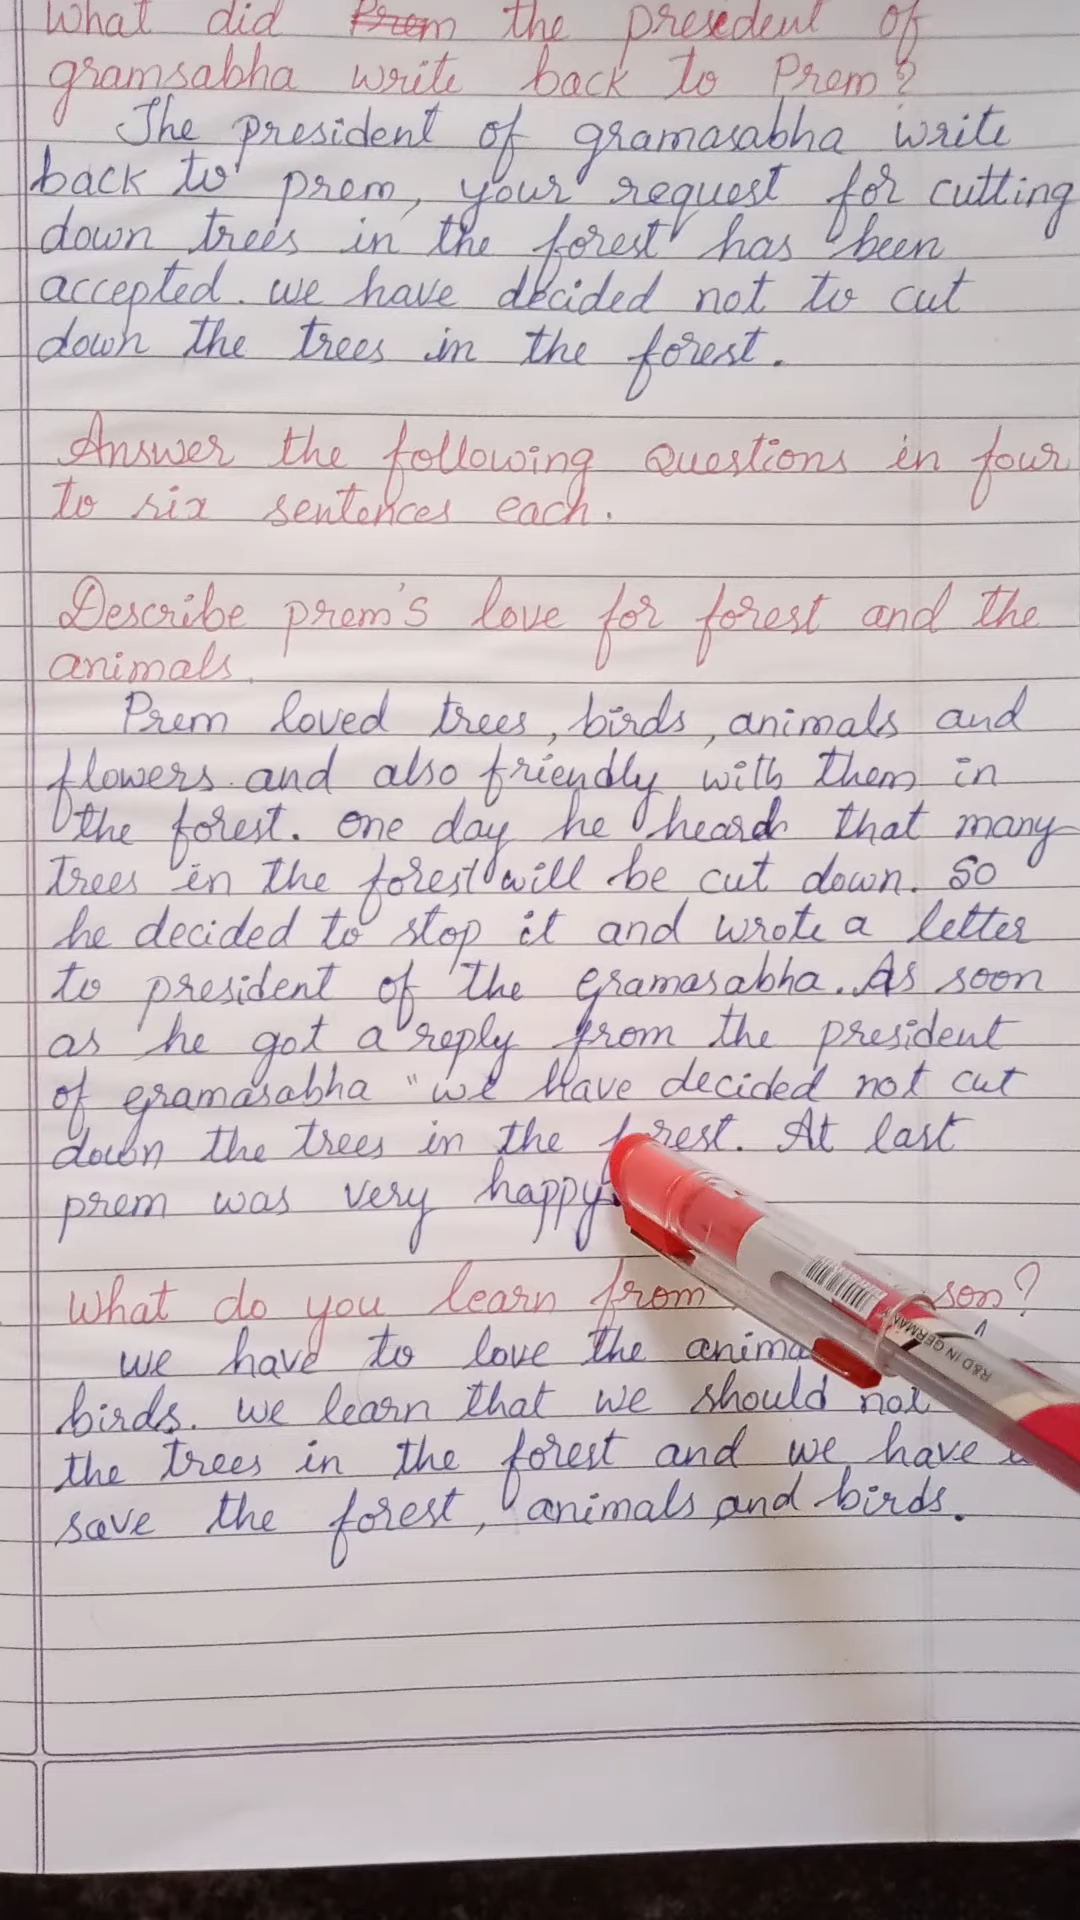 What did the presedent of
gramsabha write back to Prem?
The president of gramasabha write
back to prem, your request for cutting
down trees in the forest has been
accepted. we have decided not to cut
down the trees in the forest.
Answer the following Questions in four
to six sentences each.
Describe prem's love for forest and the
animals.
Prem loved trees, birds, animals and
flowers. and also friendly with them in
the forest. one day he heard that many
trees in the forest will be cut down. so
he decided to stop it and wrote a letter
to president of the gramasabha. As soon
as he got a reply from the president
of gramasabha "we have decided not cut
down the trees in the forest. At last
prem was very happy.
What do you learn from son?
we have to love the anima
birds. we learn that we should not
the trees in the forest and we have
save the forest, animals and birds.
R&D IN GERMAN